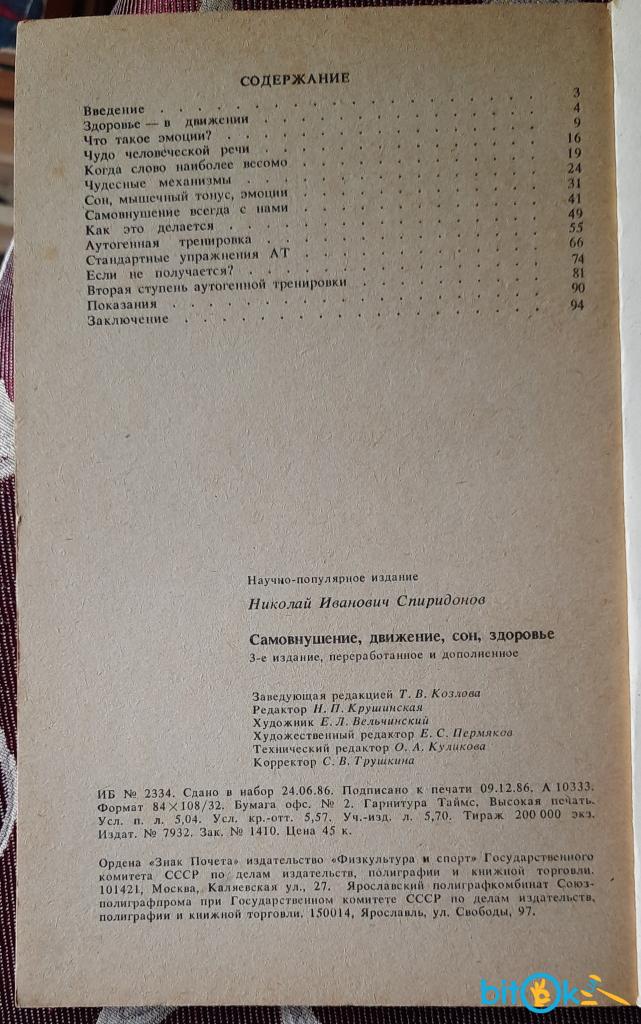 СОДЕРЖАНИЕ
Введение . . . . . . . . . . . . . . . . 3
Здоровье — в движении . . . . . . . . . . . . 4
Что такое эмоции? . . . . . . . . . . . . . 9
Чудо человеческой речи . . . . . . . . . . . . 16
Когда слово наиболее весомо . . . . . . . . . . 19
Чудесные механизмы . . . . . . . . . . . . . 24
Сон, мышечный тонус, эмоции . . . . . . . . . . 31
Самовнушение всегда с нами . . . . . . . . . . 41
Как это делается . . . . . . . . . . . . . . 49
Аутогенная тренировка . . . . . . . . . . . . 55
Стандартные упражнения АТ . . . . . . . . . . . 66
Если не получается? . . . . . . . . . . . . . 74
Вторая ступень аутогенной тренировки . . . . . . . 81
Показания . . . . . . . . . . . . . . . . 90
Заключение . . . . . . . . . . . . . . . . 94
Научно-популярное издание
Николай Иванович Спиридонов
Самовнушение, движение, сон, здоровье
3-е издание, переработанное и дополненное
Заведующая редакцией Т. В. Козлова
Редактор Н. П. Крушинская
Художник Е. Л. Вельчинский
Художественный редактор Е. С. Пермяков
Технический редактор О. А. Куликова
Корректор С. В. Трушкина
ИБ № 2334. Сдано в набор 24.06.86. Подписано к печати 09.12.86. А 10333.
Формат 84×108/32. Бумага офс. № 2. Гарнитура Таймс, Высокая печать.
Усл. п. л. 5,04. Усл. кр.-отт. 5,57. Уч.-изд. л. 5,70. Тираж 200 000 экз.
Издат. № 7932. Зак. № 1410. Цена 45 к.
Ордена «Знак Почета» издательство «Физкультура и спорт» Государственного
комитета СССР по делам издательств, полиграфии и книжной торговли.
101421, Москва, Каляевская ул., 27. Ярославский полиграфкомбинат Союз-
полиграфпрома при Государственном комитете СССР по делам издательств,
полиграфии и книжной торговли. 150014, Ярославль, ул. Свободы, 97.
bitok